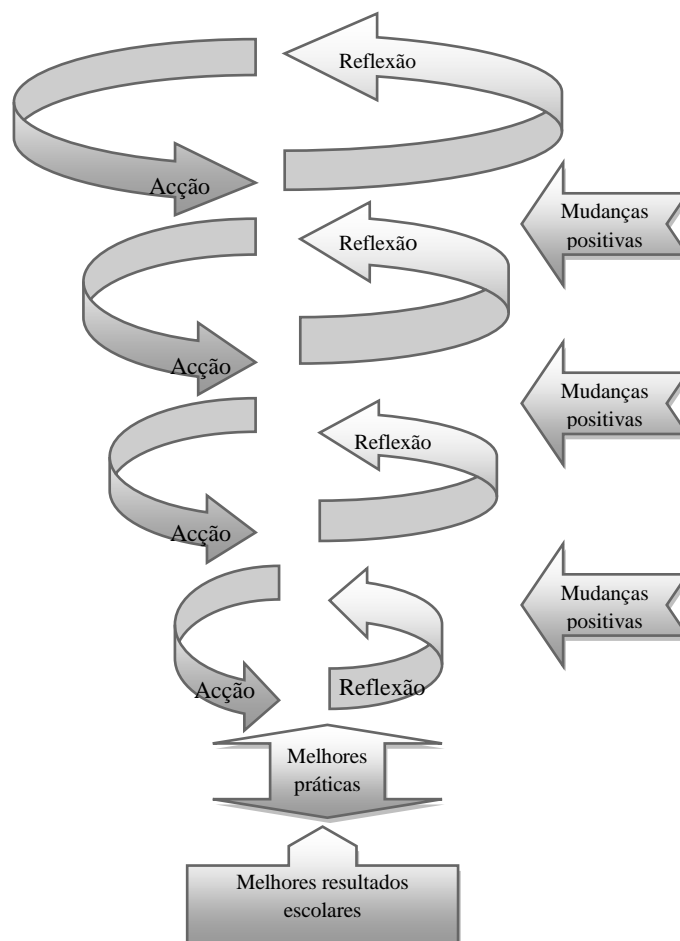 Reflexão
Acção
Mudanças
positivas
Reflexão
Acção
Mudanças
positivas
Reflexão
Acção
Mudanças
positivas
Acção
Reflexão
Melhores
práticas
Melhores resultados
escolares